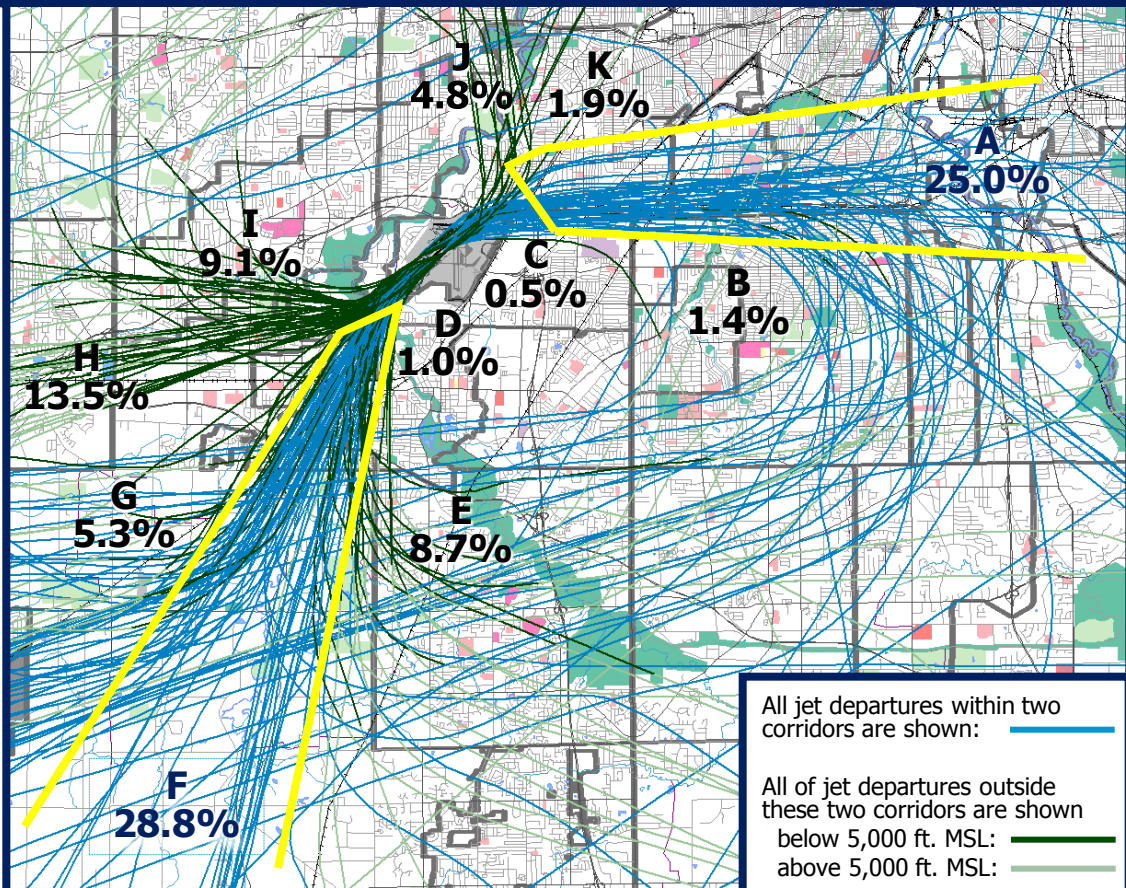 J
4.8%
K
1.9%
A
25.0%
I
9.1%
C
0.5%
B
1.4%
D
1.0%
H
13.5%
G
5.3%
E
8.7%
F
28.8%
All jet departures within two
corridors are shown:
All of jet departures outside
these two corridors are shown
below 5,000 ft. MSL:
above 5,000 ft. MSL: